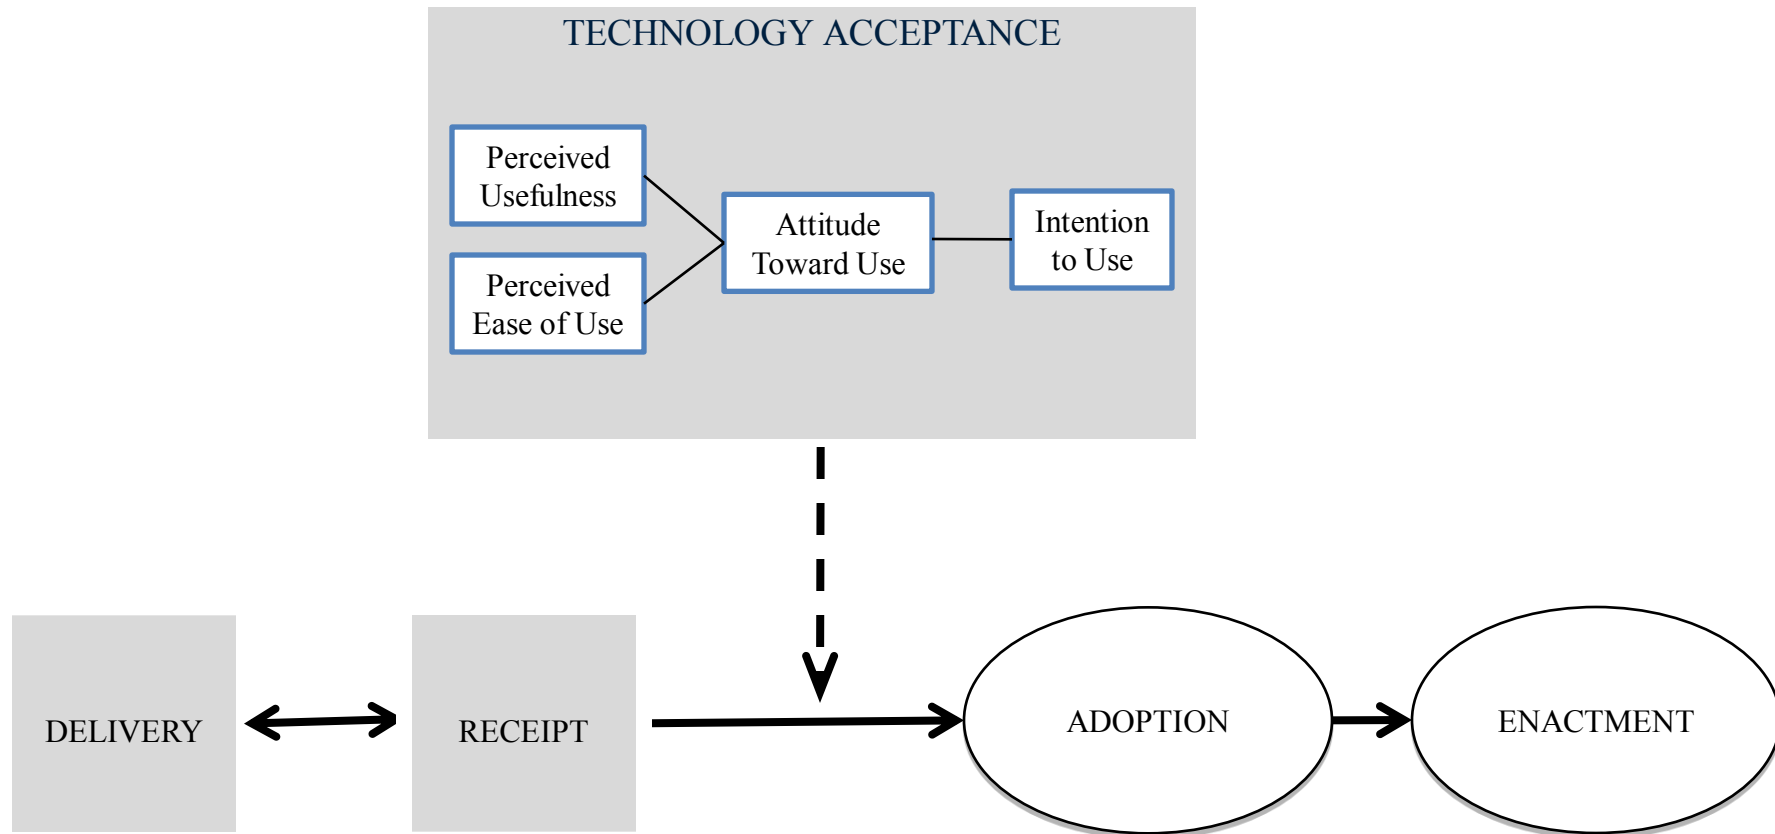 TECHNOLOGY ACCEPTANCE
Perceived
Usefulness
Perceived
Ease of Use
Attitude
Toward Use
Intention
to Use
DELIVERY
RECEIPT
ADOPTION
ENACTMENT